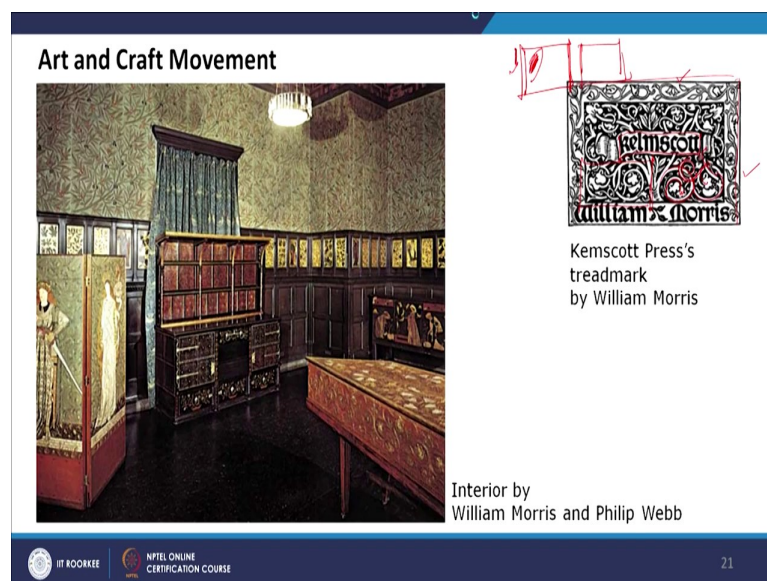 Art and Craft Movement
kelmscott
William Morris
Kemscott Press's
treadmark
by William Morris
Interior by
William Morris and Philip Webb
IIT ROORKEE
NPTEL ONLINE
CERTIFICATION COURSE
21